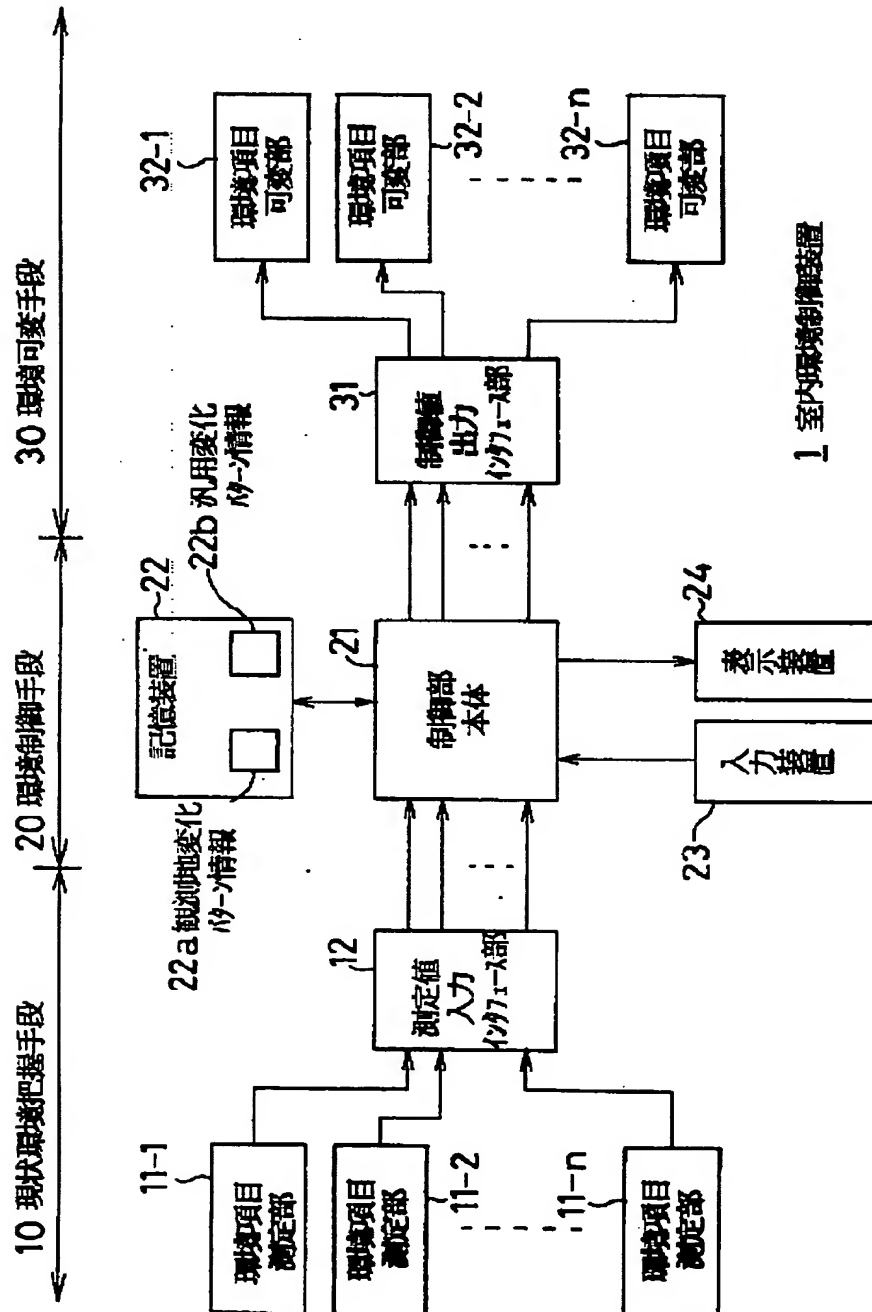 10 現状環境把握手段
20 環境制御手段
30 環境可変手段
11-1
環境項目
測定部
環境項目
測定部
11-2
11-n
環境項目
測定部
12
測定値
入力
インタフェース部
22a 観測地変化
パターン情報
記憶装置
22
22b 汎用変化
パターン情報
21
制御部
本体
23
入力装置
24
表示装置
31
制御値
出力
インタフェース部
32-1
環境項目
可変部
環境項目
可変部
32-2
32-n
環境項目
可変部
1 室内環境制御装置